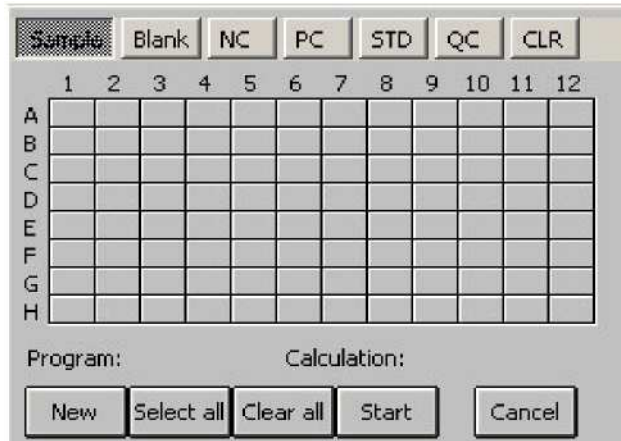 Sample Blank NC PC STD QC CLR
1 2 3 4 5 6 7 8 9 10 11 12
A
B
C
D
E
F
G
H
Program: Calculation:
New Select all Clear all Start Cancel